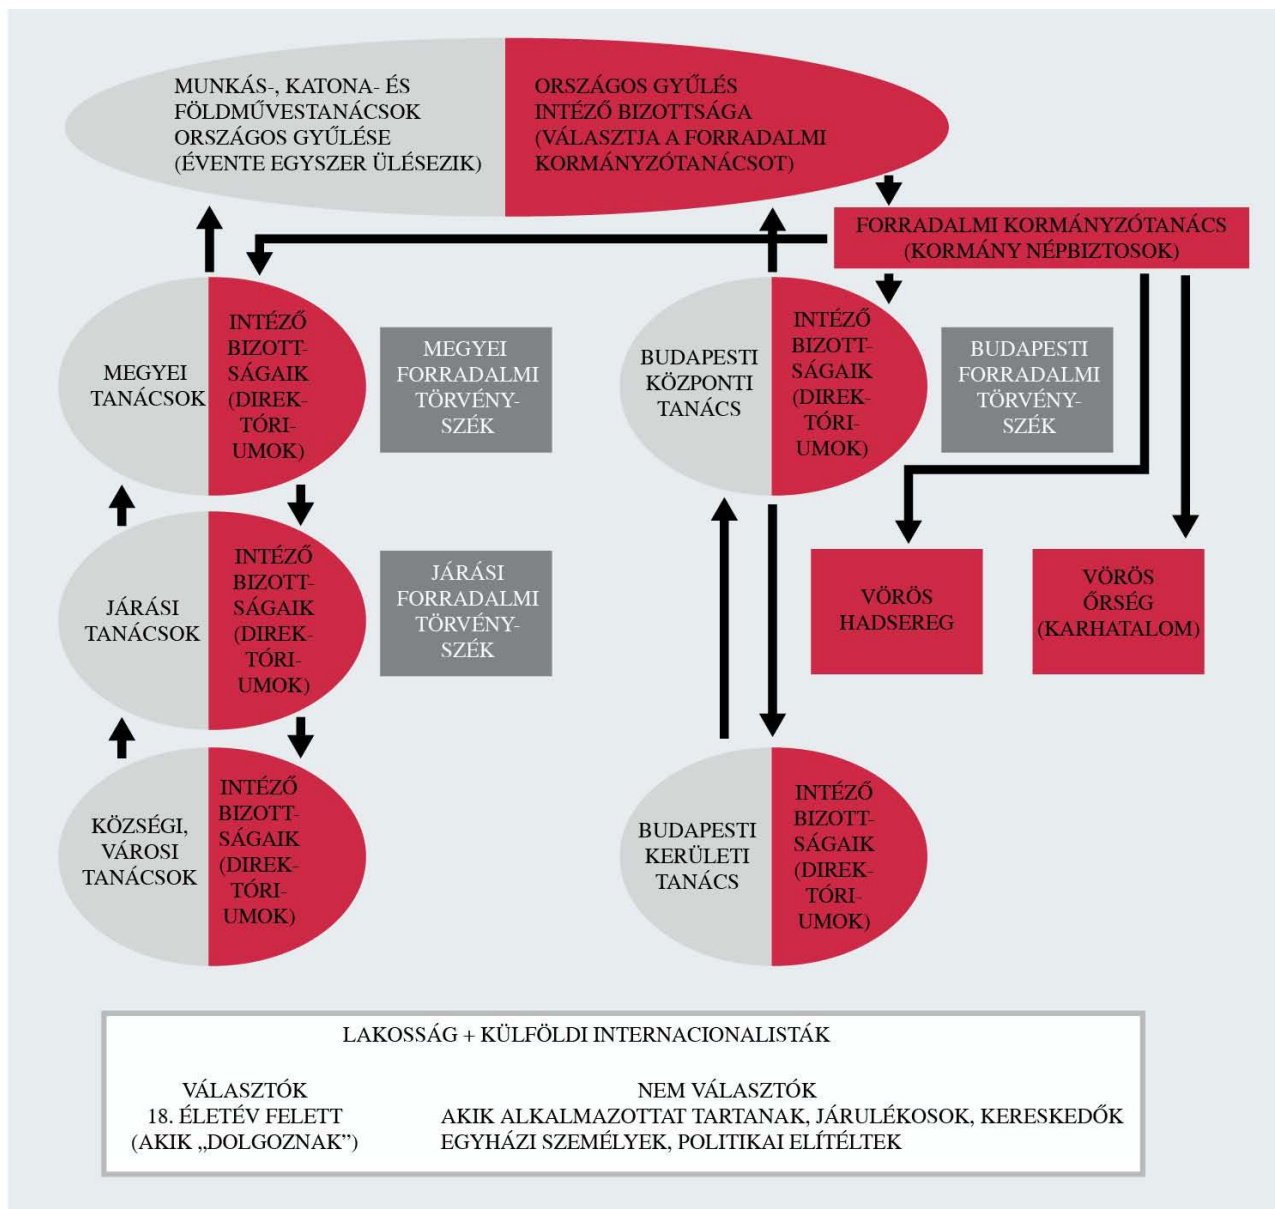 MUNKÁS-, KATONA- ÉS
FÖLDMŰVESTANÁCSOK
ORSZÁGOS GYŰLÉSE
(ÉVENTE EGYSZER ÜLÉSEZIK)
ORSZÁGOS GYŰLÉS
INTÉZŐ BIZOTTSÁGA
(VÁLASZTJA A FORRADALMI
KORMÁNYZÓTANÁCSOT)
FORRADALMI KORMÁNYZÓTANÁCS
(KORMÁNY NÉPBIZTOSOK)
MEGYEI
TANÁCSOK
INTÉZŐ
BIZOTT-
SÁGAIK
(DIREK-
TÓRI-
UMOK)
MEGYEI
FORRADALMI
TÖRVÉNY-
SZÉK
BUDAPESTI
KÖZPONTI
TANÁCS
INTÉZŐ
BIZOTT-
SÁGAIK
(DIREK-
TÓRI-
UMOK)
BUDAPESTI
FORRADALMI
TÖRVÉNY-
SZÉK
JÁRÁSI
TANÁCSOK
INTÉZŐ
BIZOTT-
SÁGAIK
(DIREK-
TÓRI-
UMOK)
JÁRÁSI
FORRADALMI
TÖRVÉNY-
SZÉK
VÖRÖS
HADSEREG
VÖRÖS
ŐRSÉG
(KARHATALOM)
KÖZSÉGI,
VÁROSI
TANÁCSOK
INTÉZŐ
BIZOTT-
SÁGAIK
(DIREK-
TÓRI-
UMOK)
BUDAPESTI
KERÜLETI
TANÁCS
INTÉZŐ
BIZOTT-
SÁGAIK
(DIREK-
TÓRI-
UMOK)
LAKOSSÁG + KÜLFÖLDI INTERNACIONALISTÁK
VÁLASZTÓK
18. ÉLETÉV FELETT
(AKIK „DOLGOZNAK”)
NEM VÁLASZTÓK
AKIK ALKALMAZOTTAT TARTANAK, JÁRULÉKOSOK, KERESKEDŐK
EGYHÁZI SZEMÉLYEK, POLITIKAI ELÍTÉLTEK